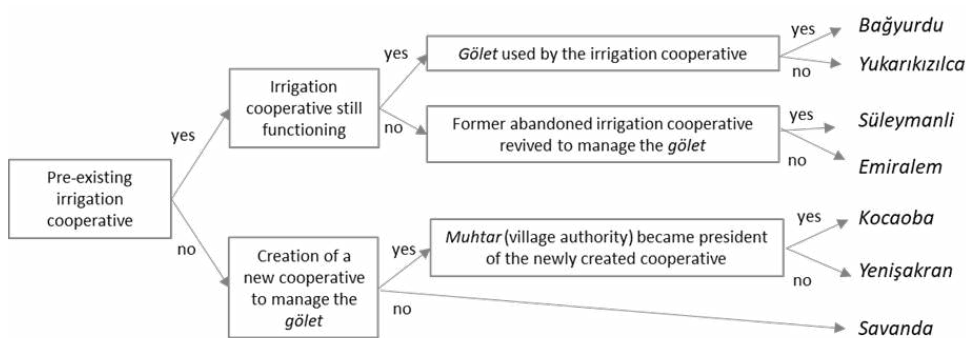 Pre-existing
irrigation
cooperative
yes
no
Irrigation
cooperative still
functioning
yes
no
Gölet used by the irrigation cooperative
yes
no
Bağyurdu
Yukarıkızılca
Former abandoned irrigation cooperative
revived to manage the gölet
yes
no
Süleymanli
Emiralem
Creation of a
new cooperative
to manage the
gölet
yes
no
Muhtar (village authority) became president
of the newly created cooperative
yes
no
Kocaoba
Yenişakran
Savanda